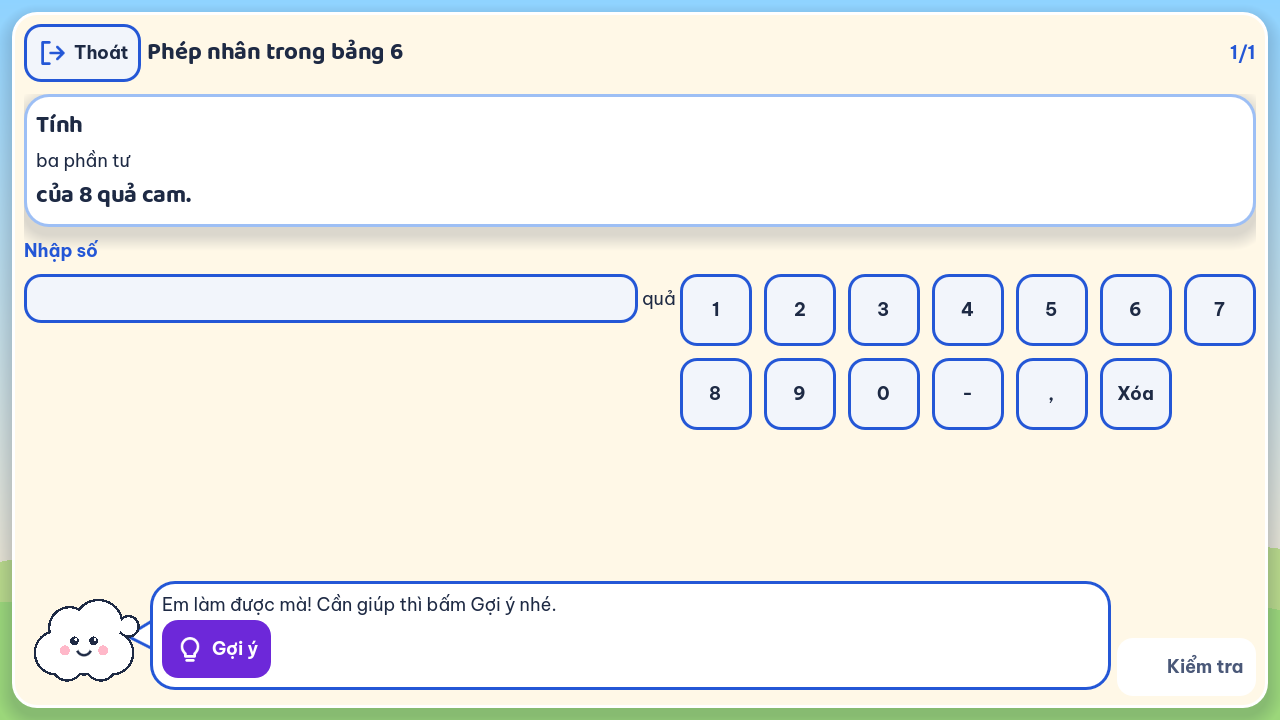 Thoát
Phép nhân trong bảng 6
1/1
Tính
ba phần tư
của 8 quả cam.
Nhập số
quả
1 2 3 4 5 6 7
8 9 0 - , Xóa
Em làm được mà! Cần giúp thì bấm Gợi ý nhé.
Gợi ý
Kiểm tra